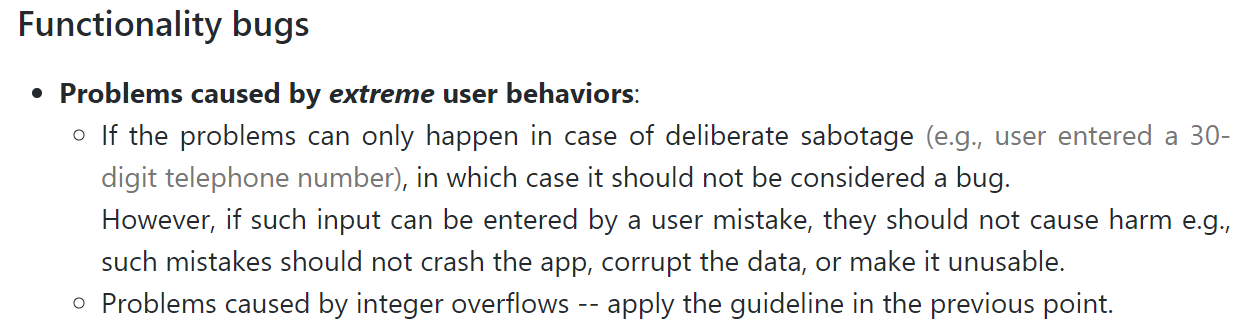 Functionality bugs
• Problems caused by extreme user behaviors:
○ If the problems can only happen in case of deliberate sabotage (e.g., user entered a 30-
digit telephone number), in which case it should not be considered a bug.
However, if such input can be entered by a user mistake, they should not cause harm e.g.,
such mistakes should not crash the app, corrupt the data, or make it unusable.
○ Problems caused by integer overflows -- apply the guideline in the previous point.